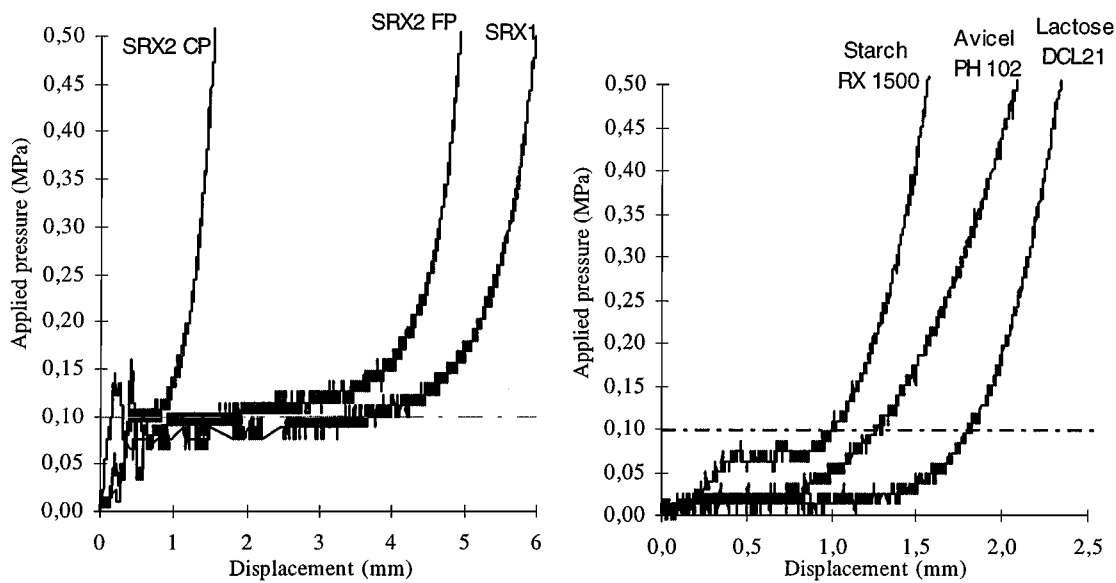 SRX2 CP
SRX2 FP
SRX1
Applied pressure (MPa)
0,50
0,45
0,40
0,35
0,30
0,25
0,20
0,15
0,10
0,05
0,00
0 1 2 3 4 5 6
Displacement (mm)
Starch
RX 1500
Avicel
PH 102
Lactose
DCL21
Applied pressure (MPa)
0,50
0,45
0,40
0,35
0,30
0,25
0,20
0,15
0,10
0,05
0,00
0,0 0,5 1,0 1,5 2,0 2,5
Displacement (mm)